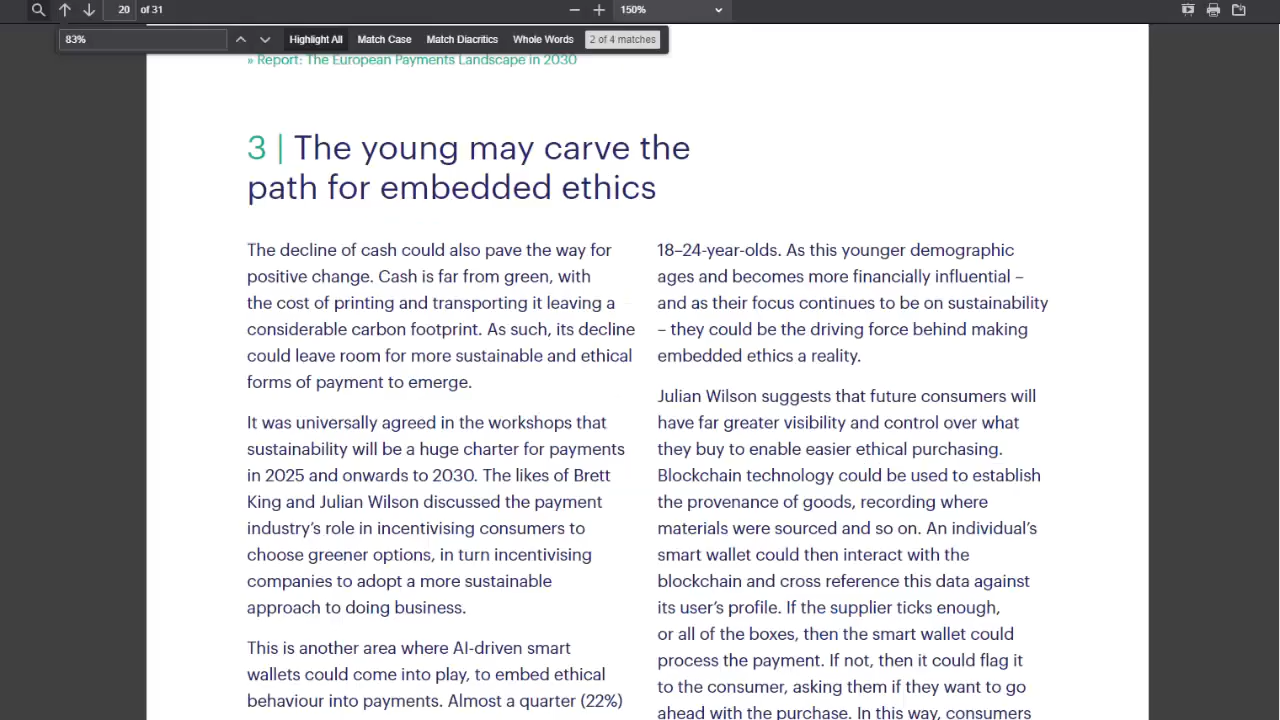 20 of 31
150%
83%
Highlight All Match Case Match Diacritics Whole Words 2 of 4 matches
» Report: The European Payments Landscape in 2030
3 | The young may carve the
path for embedded ethics
The decline of cash could also pave the way for
positive change. Cash is far from green, with
the cost of printing and transporting it leaving a
considerable carbon footprint. As such, its decline
could leave room for more sustainable and ethical
forms of payment to emerge.
It was universally agreed in the workshops that
sustainability will be a huge charter for payments
in 2025 and onwards to 2030. The likes of Brett
King and Julian Wilson discussed the payment
industry's role in incentivising consumers to
choose greener options, in turn incentivising
companies to adopt a more sustainable
approach to doing business.
This is another area where AI-driven smart
wallets could come into play, to embed ethical
behaviour into payments. Almost a quarter (22%)
18–24-year-olds. As this younger demographic
ages and becomes more financially influential –
and as their focus continues to be on sustainability
– they could be the driving force behind making
embedded ethics a reality.
Julian Wilson suggests that future consumers will
have far greater visibility and control over what
they buy to enable easier ethical purchasing.
Blockchain technology could be used to establish
the provenance of goods, recording where
materials were sourced and so on. An individual's
smart wallet could then interact with the
blockchain and cross reference this data against
its user's profile. If the supplier ticks enough,
or all of the boxes, then the smart wallet could
process the payment. If not, then it could flag it
to the consumer, asking them if they want to go
ahead with the purchase. In this way, consumers